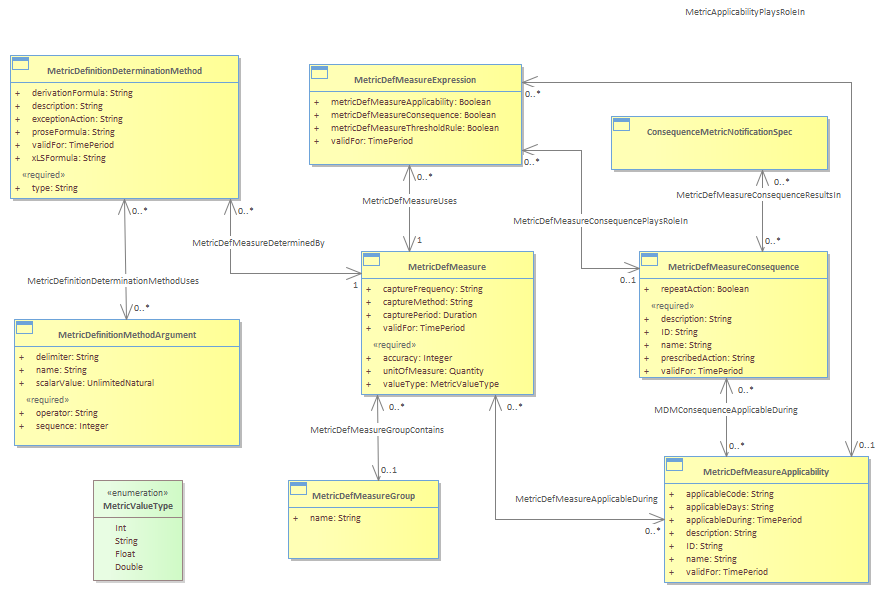 MetricApplicabilityPlaysRoleIn
MetricDefinitionDeterminationMethod
+ derivationFormula: String
+ description: String
+ exceptionAction: String
+ proseFormula: String
+ validFor: TimePeriod
+ xLSFormula: String
«required»
+ type: String
MetricDefMeasureExpression
+ metricDefMeasureApplicability: Boolean
+ metricDefMeasureConsequence: Boolean
+ metricDefMeasureThresholdRule: Boolean
+ validFor: TimePeriod
0..*
0..*
0..*
ConsequenceMetricNotificationSpec
0..*
MetricDefMeasureConsequenceResultsIn
0..*
MetricDefMeasureUses
1
MetricDefMeasureConsequencePlaysRoleIn
0..1
0..*
0..*
MetricDefMeasureDeterminedBy
1
MetricDefinitionDeterminationMethodUses
0..*
MetricDefMeasure
+ captureFrequency: String
+ captureMethod: String
+ capturePeriod: Duration
+ validFor: TimePeriod
«required»
+ accuracy: Integer
+ unitOfMeasure: Quantity
+ valueType: MetricValueType
MetricDefMeasureConsequence
+ repeatAction: Boolean
«required»
+ description: String
+ ID: String
+ name: String
+ prescribedAction: String
+ validFor: TimePeriod
MetricDefinitionMethodArgument
+ delimiter: String
+ name: String
+ scalarValue: UnlimitedNatural
«required»
+ operator: String
+ sequence: Integer
0..*
0..*
0..*
MDMConsequenceApplicableDuring
0..*
0..1
MetricDefMeasureGroupContains
0..1
«enumeration»
MetricValueType
Int
String
Float
Double
MetricDefMeasureGroup
+ name: String
MetricDefMeasureApplicableDuring
0..*
MetricDefMeasureApplicability
+ applicableCode: String
+ applicableDays: String
+ applicableDuring: TimePeriod
+ description: String
+ ID: String
+ name: String
+ validFor: TimePeriod